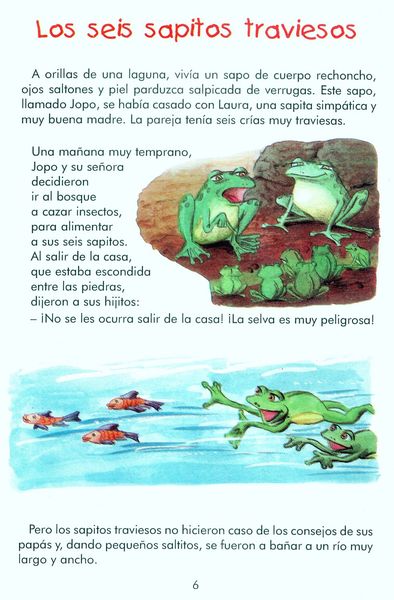 Los seis sapitos traviesos
A orillas de una laguna, vivía un sapo de cuerpo rechoncho,
ojos saltones y piel parduzca salpicada de verrugas. Este sapo,
llamado Jopo, se había casado con Laura, una sapita simpática y
muy buena madre. La pareja tenía seis crías muy traviesas.
Una mañana muy temprano,
Jopo y su señora
decidieron
ir al bosque
a cazar insectos,
para alimentar
a sus seis sapitos.
Al salir de la casa,
que estaba escondida
entre las piedras,
dijeron a sus hijitos:
– ¡No se les ocurra salir de la casa! ¡La selva es muy peligrosa!
Pero los sapitos traviesos no hicieron caso de los consejos de sus
papás y, dando pequeños saltitos, se fueron a bañar a un río muy
largo y ancho.
6